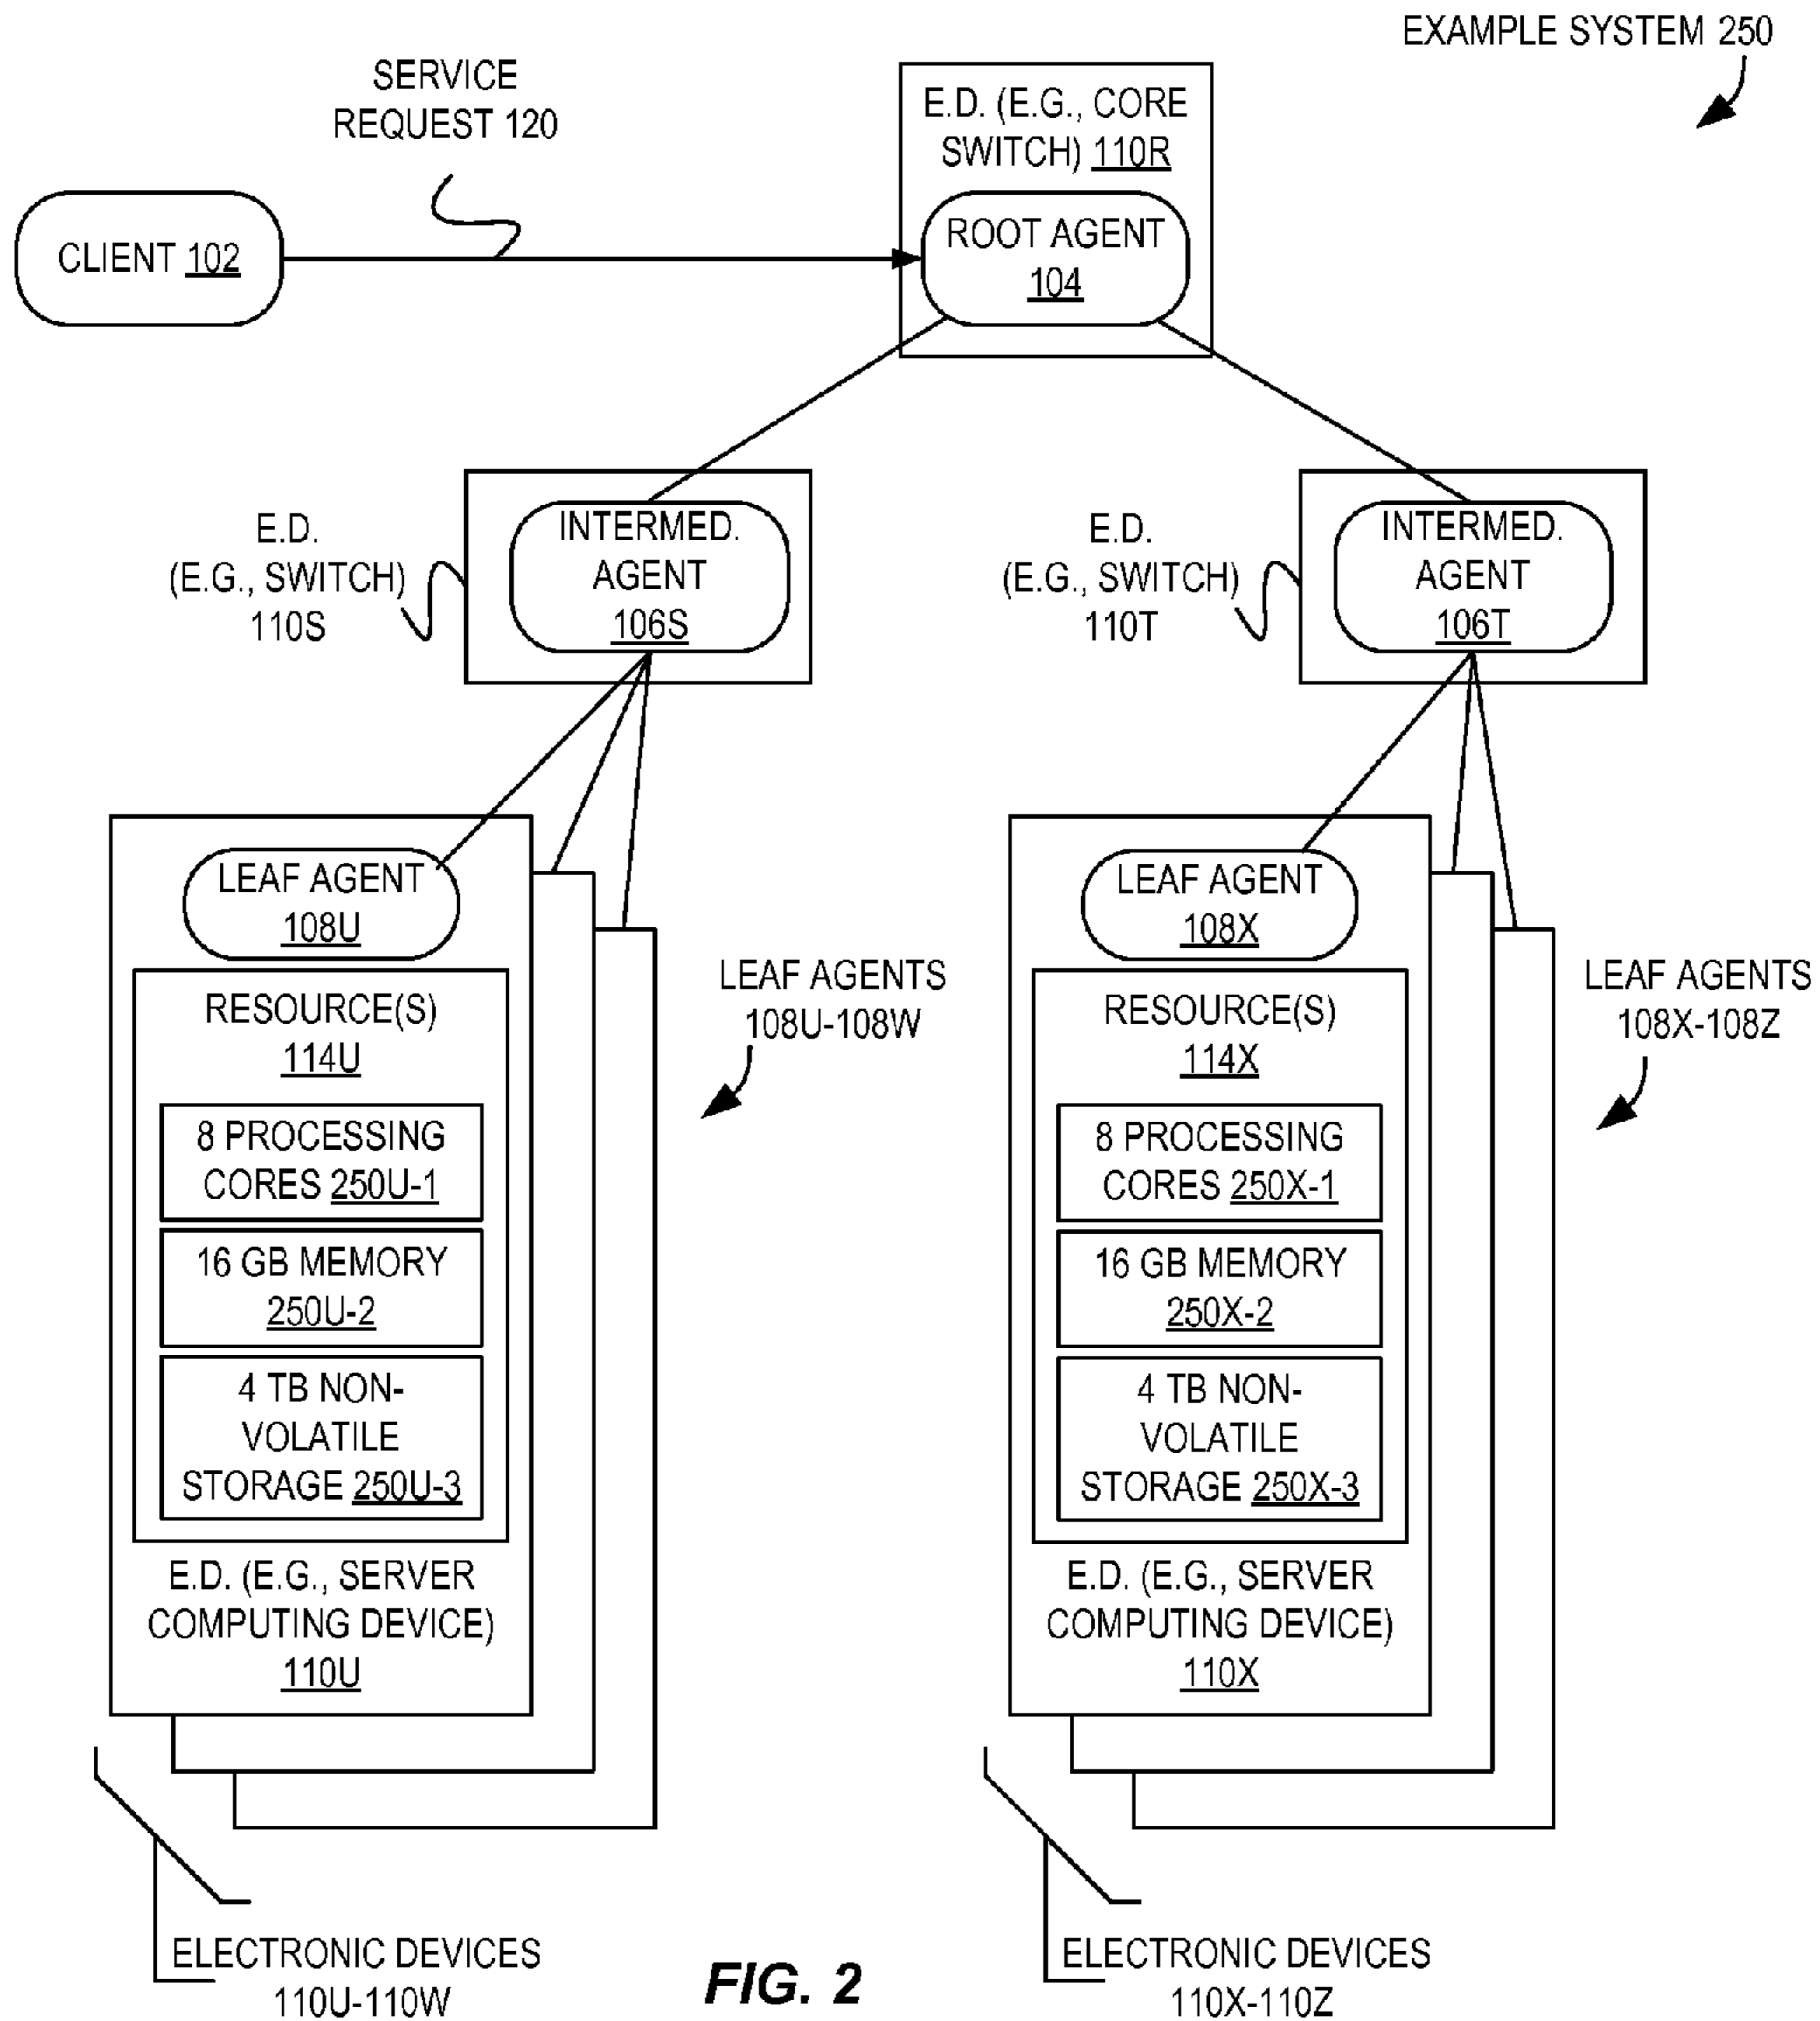 EXAMPLE SYSTEM 250
SERVICE
REQUEST 120
E.D. (E.G., CORE
SWITCH) 110R
CLIENT 102
ROOT AGENT
104
E.D.
(E.G., SWITCH)
110S
INTERMED.
AGENT
106S
E.D.
(E.G., SWITCH)
110T
INTERMED.
AGENT
106T
LEAF AGENT
108U
RESOURCE(S)
114U
8 PROCESSING
CORES 250U-1
16 GB MEMORY
250U-2
4 TB NON-
VOLATILE
STORAGE 250U-3
E.D. (E.G., SERVER
COMPUTING DEVICE)
110U
LEAF AGENTS
108U-108W
LEAF AGENT
108X
RESOURCE(S)
114X
8 PROCESSING
CORES 250X-1
16 GB MEMORY
250X-2
4 TB NON-
VOLATILE
STORAGE 250X-3
E.D. (E.G., SERVER
COMPUTING DEVICE)
110X
LEAF AGENTS
108X-108Z
ELECTRONIC DEVICES
110U-110W
FIG. 2
ELECTRONIC DEVICES
110X-110Z